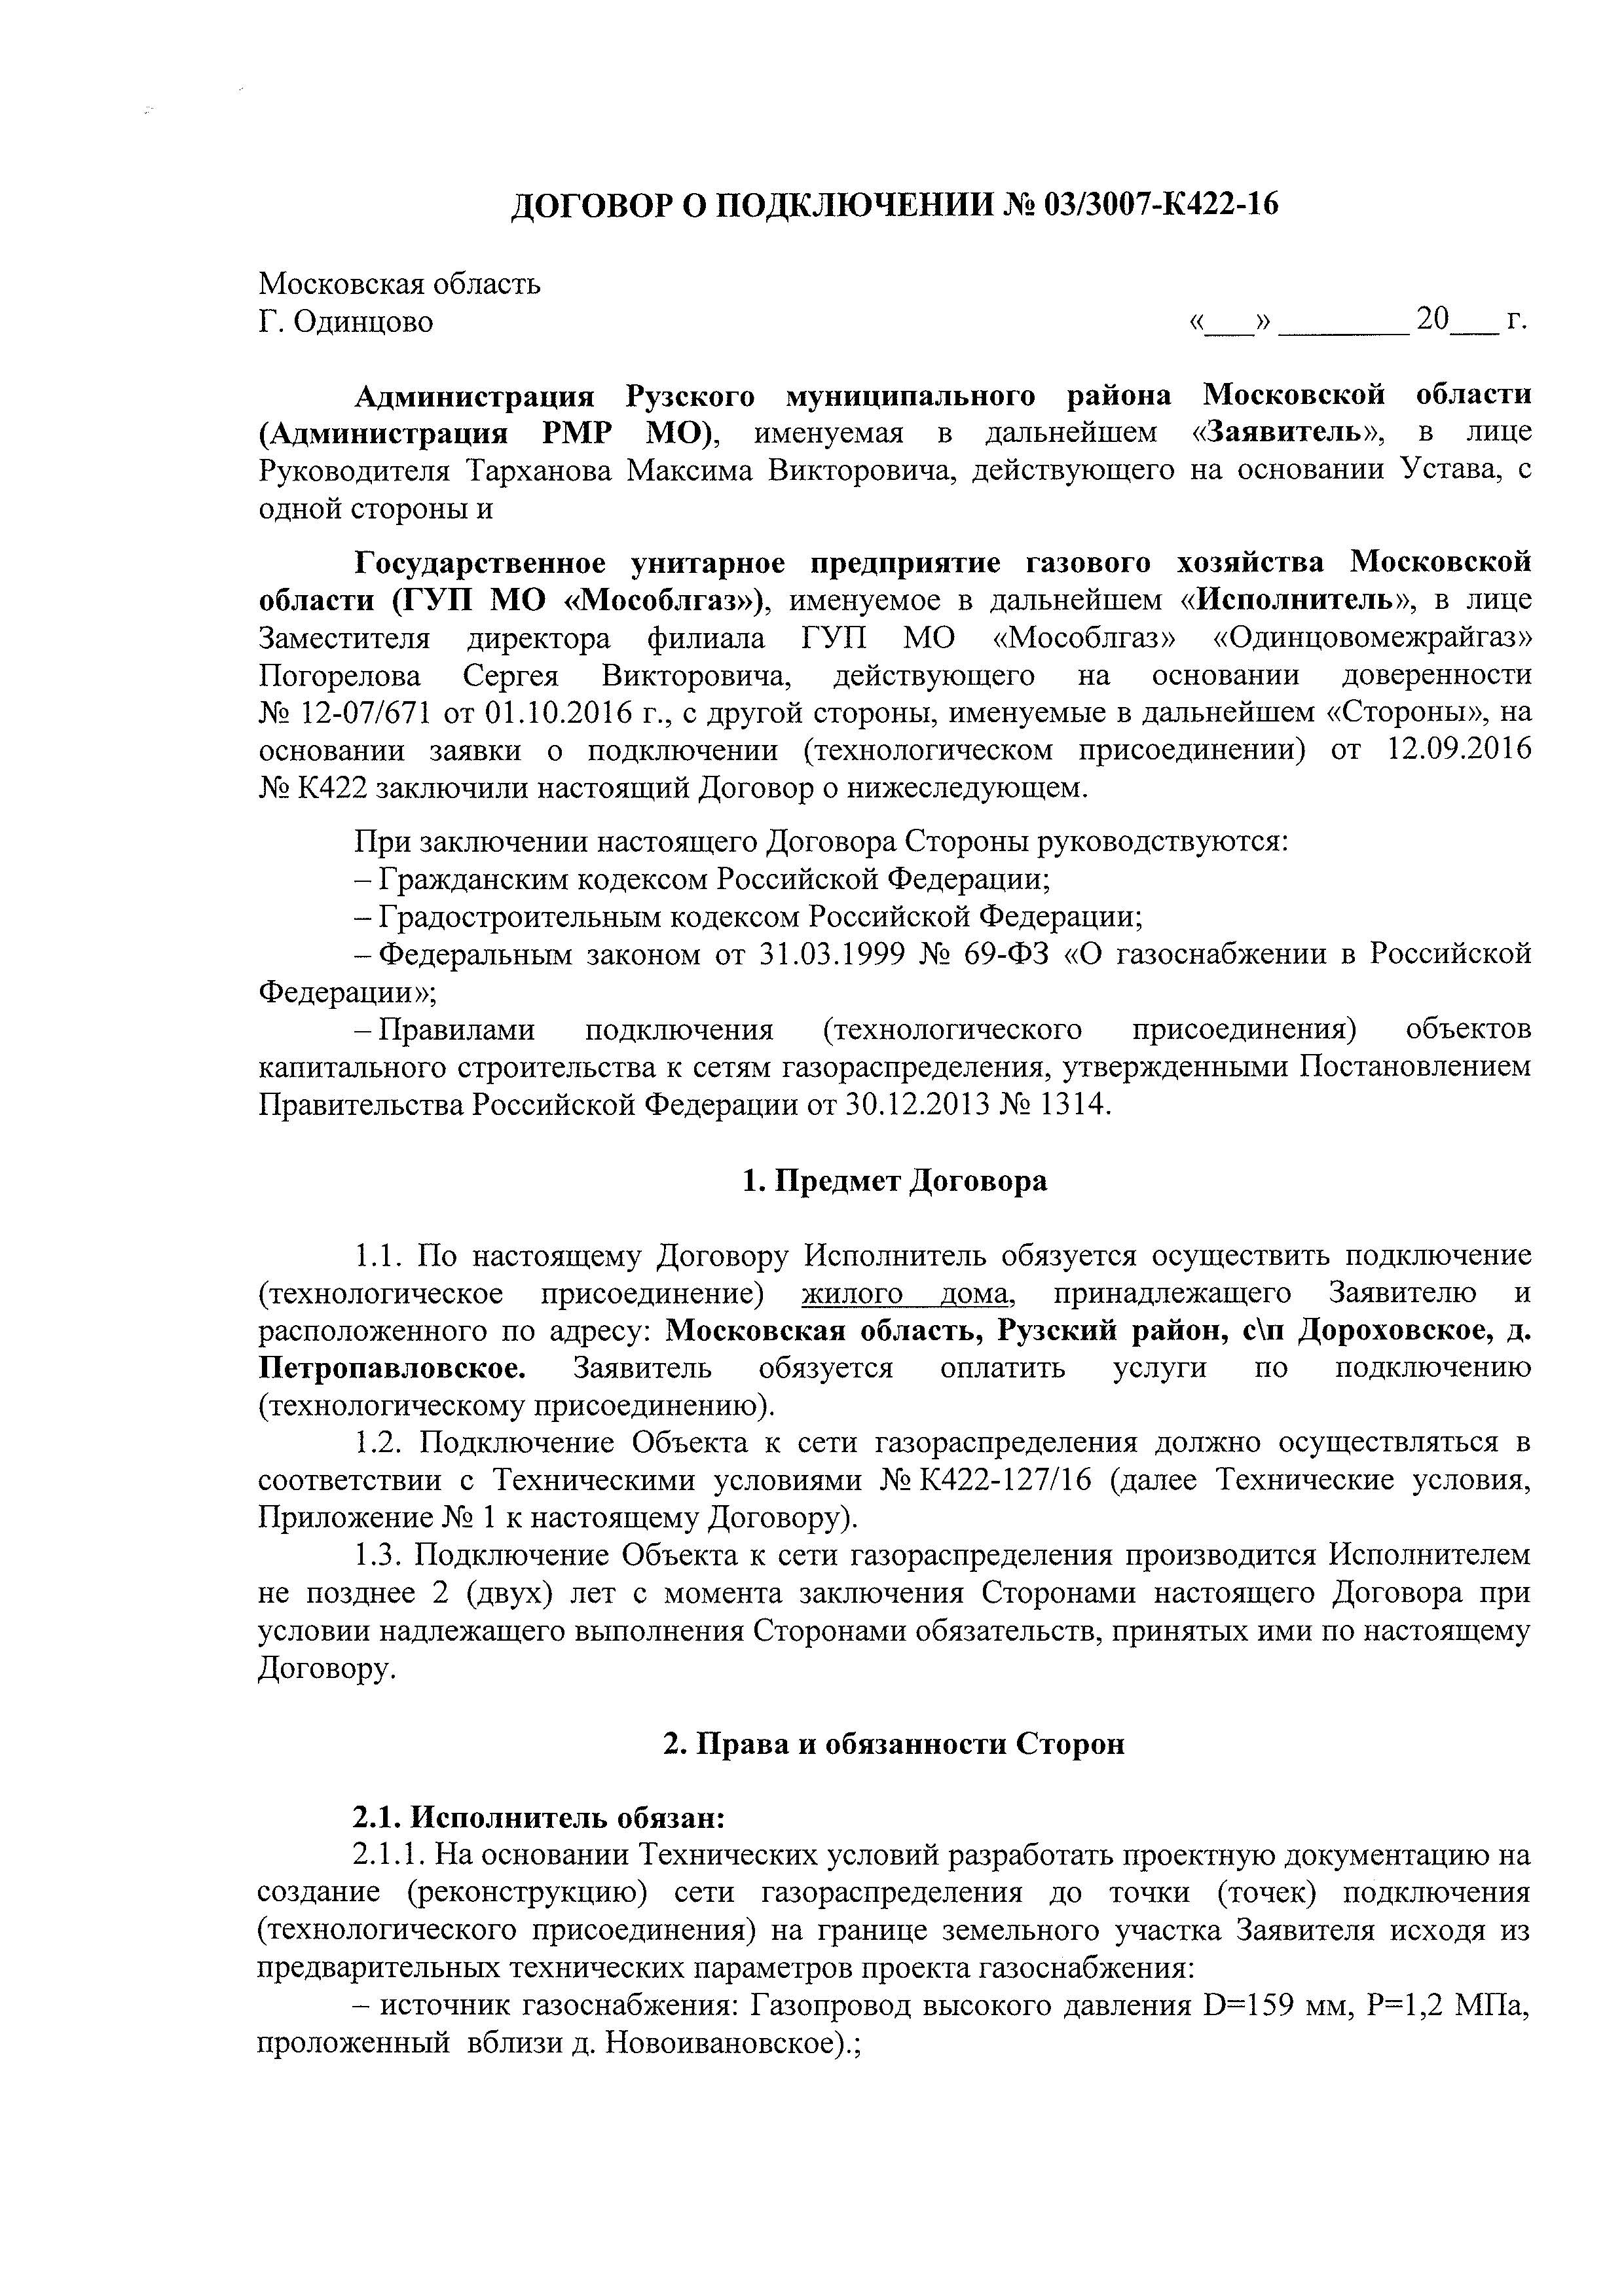 ДОГОВОР О ПОДКЛЮЧЕНИИ № 03/3007-К422-16
Московская область
Г. Одинцово «___» ________ 20___ г.
Администрация Рузского муниципального района Московской области
(Администрация РМР МО), именуемая в дальнейшем «Заявитель», в лице
Руководителя Тарханова Максима Викторовича, действующего на основании Устава, с
одной стороны и
Государственное унитарное предприятие газового хозяйства Московской
области (ГУП МО «Мособлгаз»), именуемое в дальнейшем «Исполнитель», в лице
Заместителя директора филиала ГУП МО «Мособлгаз» «Одинцовомежрайгаз»
Погорелова Сергея Викторовича, действующего на основании доверенности
№ 12-07/671 от 01.10.2016 г., с другой стороны, именуемые в дальнейшем «Стороны», на
основании заявки о подключении (технологическом присоединении) от 12.09.2016
№ К422 заключили настоящий Договор о нижеследующем.
При заключении настоящего Договора Стороны руководствуются:
– Гражданским кодексом Российской Федерации;
– Градостроительным кодексом Российской Федерации;
– Федеральным законом от 31.03.1999 № 69-ФЗ «О газоснабжении в Российской
Федерации»;
– Правилами подключения (технологического присоединения) объектов
капитального строительства к сетям газораспределения, утвержденными Постановлением
Правительства Российской Федерации от 30.12.2013 № 1314.
1. Предмет Договора
1.1. По настоящему Договору Исполнитель обязуется осуществить подключение
(технологическое присоединение) жилого дома, принадлежащего Заявителю и
расположенного по адресу: Московская область, Рузский район, с\п Дороховское, д.
Петропавловское. Заявитель обязуется оплатить услуги по подключению
(технологическому присоединению).
1.2. Подключение Объекта к сети газораспределения должно осуществляться в
соответствии с Техническими условиями № К422-127/16 (далее Технические условия,
Приложение № 1 к настоящему Договору).
1.3. Подключение Объекта к сети газораспределения производится Исполнителем
не позднее 2 (двух) лет с момента заключения Сторонами настоящего Договора при
условии надлежащего выполнения Сторонами обязательств, принятых ими по настоящему
Договору.
2. Права и обязанности Сторон
2.1. Исполнитель обязан:
2.1.1. На основании Технических условий разработать проектную документацию на
создание (реконструкцию) сети газораспределения до точки (точек) подключения
(технологического присоединения) на границе земельного участка Заявителя исходя из
предварительных технических параметров проекта газоснабжения:
– источник газоснабжения: Газопровод высокого давления D=159 мм, P=1,2 МПа,
проложенный вблизи д. Новоивановское).;